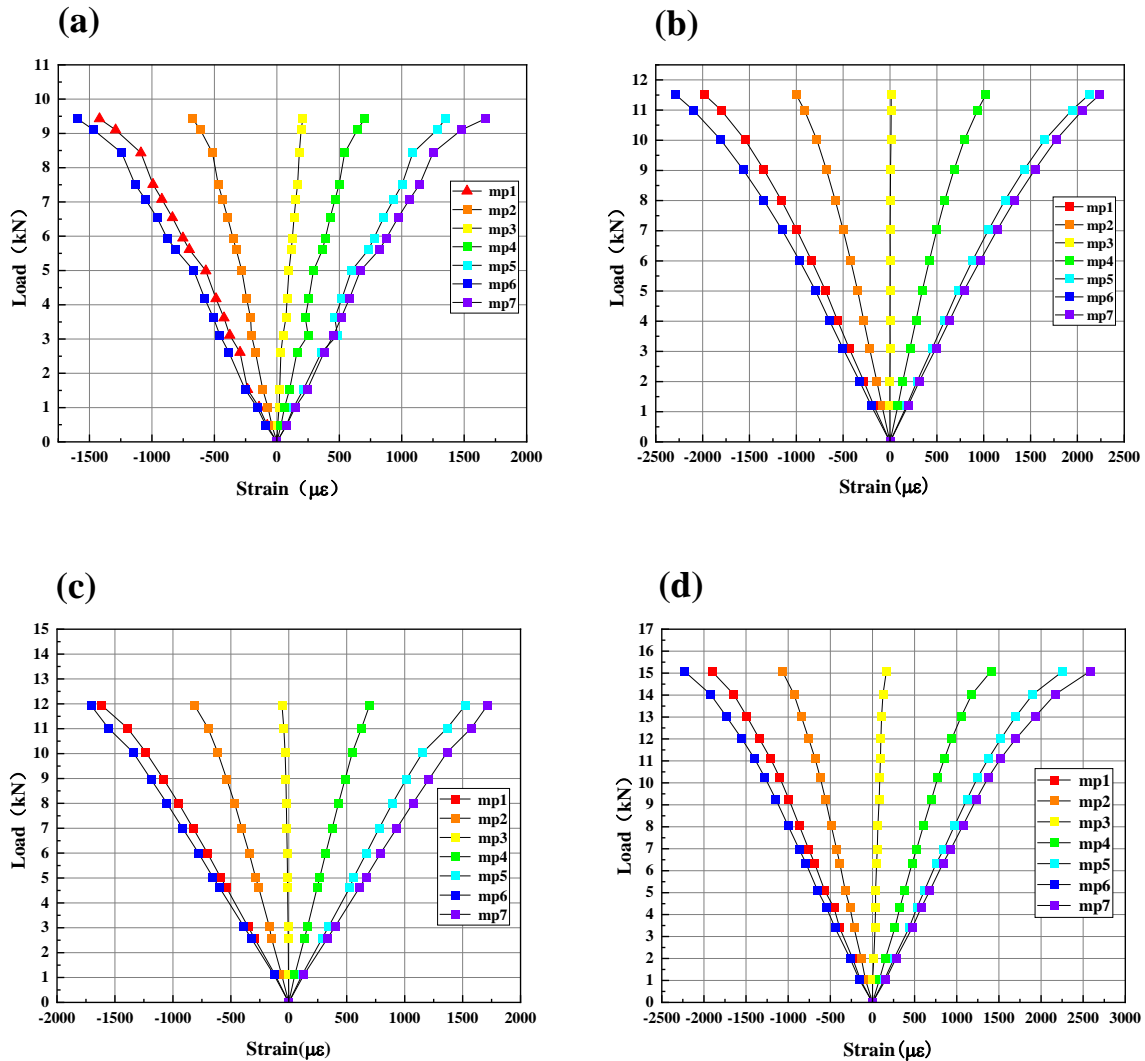 (a)
11
10
9
8
7
6
5
4
3
2
1
0
Load（kN）
-1500 -1000 -500 0 500 1000 1500 2000
Strain（με）
mp1
mp2
mp3
mp4
mp5
mp6
mp7
(b)
12
11
10
9
8
7
6
5
4
3
2
1
0
Load（kN）
-2500 -2000 -1500 -1000 -500 0 500 1000 1500 2000 2500
Strain(με)
mp1
mp2
mp3
mp4
mp5
mp6
mp7
(c)
15
14
13
12
11
10
9
8
7
6
5
4
3
2
1
0
Load（kN）
-2000 -1500 -1000 -500 0 500 1000 1500 2000
Strain(με)
mp1
mp2
mp3
mp4
mp5
mp6
mp7
(d)
17
16
15
14
13
12
11
10
9
8
7
6
5
4
3
2
1
0
Load（kN）
-2500 -2000 -1500 -1000 -500 0 500 1000 1500 2000 2500 3000
Strain(με)
mp1
mp2
mp3
mp4
mp5
mp6
mp7